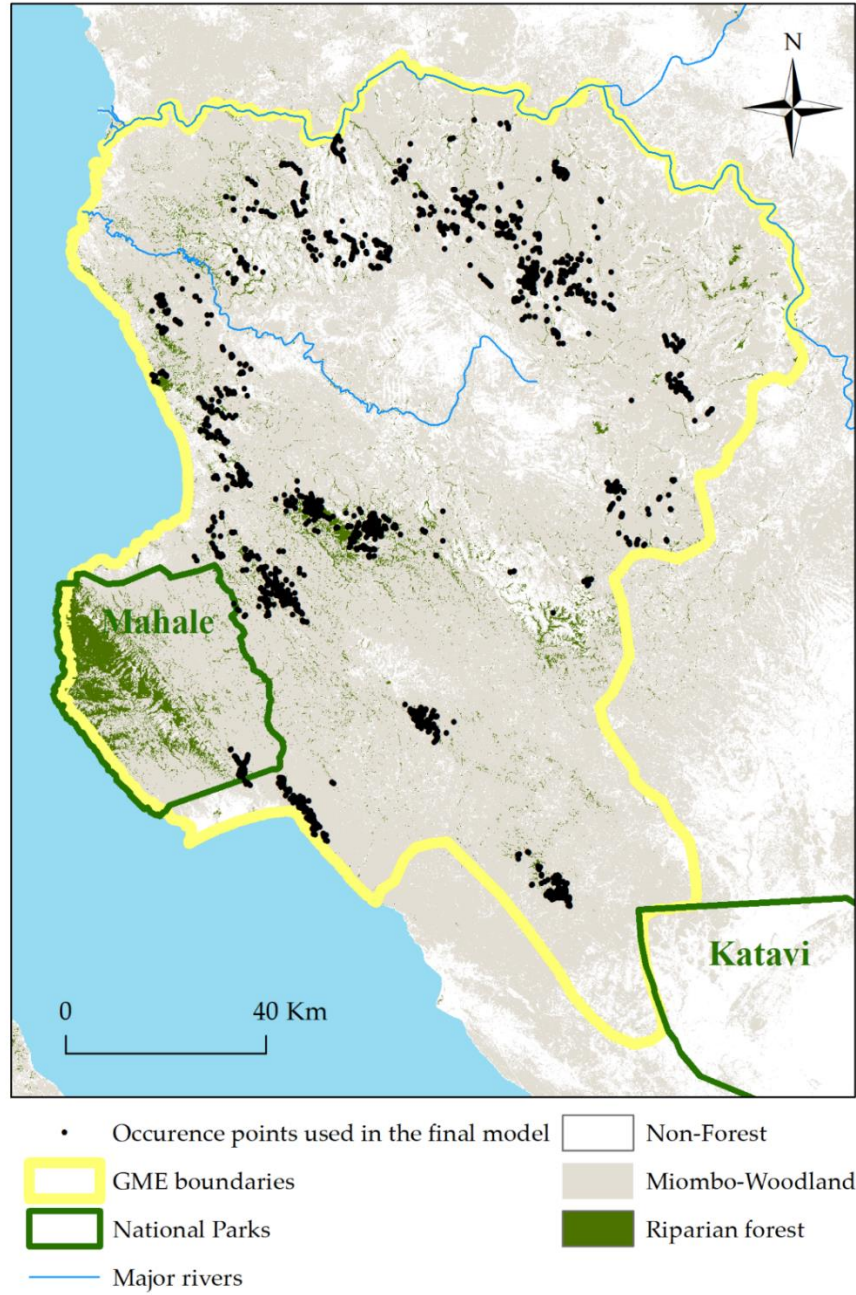 N
Mahale
Katavi
0 40 Km
Occurence points used in the final model
GME boundaries
National Parks
Major rivers
Non-Forest
Miombo-Woodland
Riparian forest